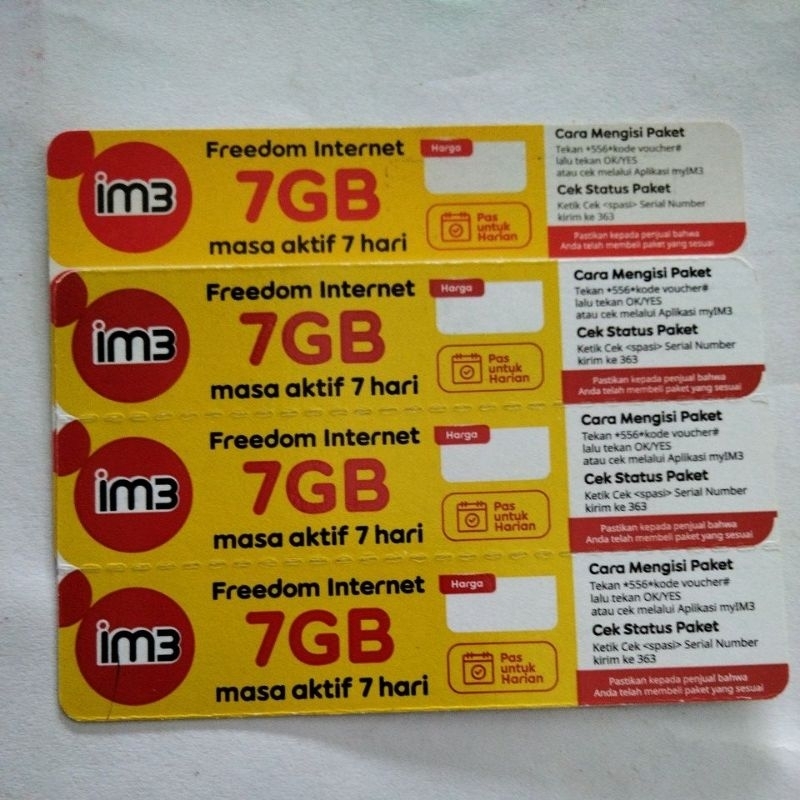 im3
Freedom Internet
7GB
masa aktif 7 hari
Harga
Pas
untuk
Harian
Cara Mengisi Paket
Tekan *556*kode voucher#
lalu tekan OK/YES
atau cek melalui Aplikasi myIM3
Cek Status Paket
Ketik Cek <spasi> Serial Number
kirim ke 363
Pastikan kepada penjual bahwa
Anda telah membeli paket yang sesuai
im3
Freedom Internet
7GB
masa aktif 7 hari
Harga
Pas
untuk
Harian
Cara Mengisi Paket
Tekan *556*kode voucher#
lalu tekan OK/YES
atau cek melalui Aplikasi myIM3
Cek Status Paket
Ketik Cek <spasi> Serial Number
kirim ke 363
Pastikan kepada penjual bahwa
Anda telah membeli paket yang sesuai
im3
Freedom Internet
7GB
masa aktif 7 hari
Harga
Pas
untuk
Harian
Cara Mengisi Paket
Tekan *556*kode voucher#
lalu tekan OK/YES
atau cek melalui Aplikasi myIM3
Cek Status Paket
Ketik Cek <spasi> Serial Number
kirim ke 363
Pastikan kepada penjual bahwa
Anda telah membeli paket yang sesuai
im3
Freedom Internet
7GB
masa aktif 7 hari
Harga
Pas
untuk
Harian
Cara Mengisi Paket
Tekan *556*kode voucher#
lalu tekan OK/YES
atau cek melalui Aplikasi myIM3
Cek Status Paket
Ketik Cek <spasi> Serial Number
kirim ke 363
Pastikan kepada penjual bahwa
Anda telah membeli paket yang sesuai